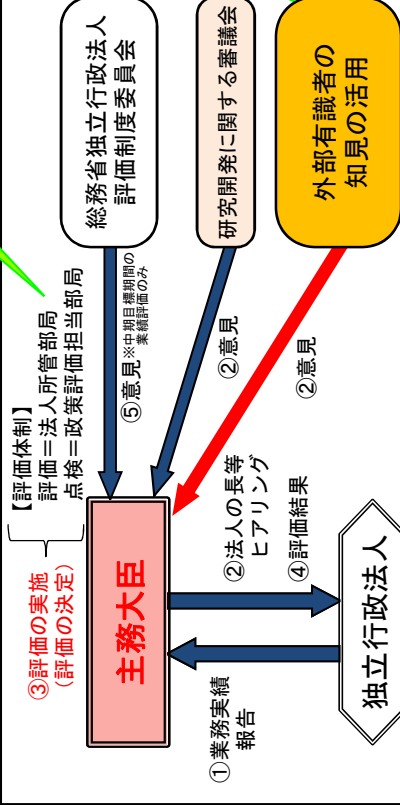 ③評価の実施
(評価の決定)
【評価体制】
評価=法人所管部局
点検=政策評価担当部局
主務大臣
⑤意見※中期目標期間の
業績評価のみ
総務省独立行政法人
評価制度委員会
②意見
研究開発に関する審議会
②意見
外部有識者の
知見の活用
①業務実績
報告
②法人の長等
ヒアリング
④評価結果
独立行政法人